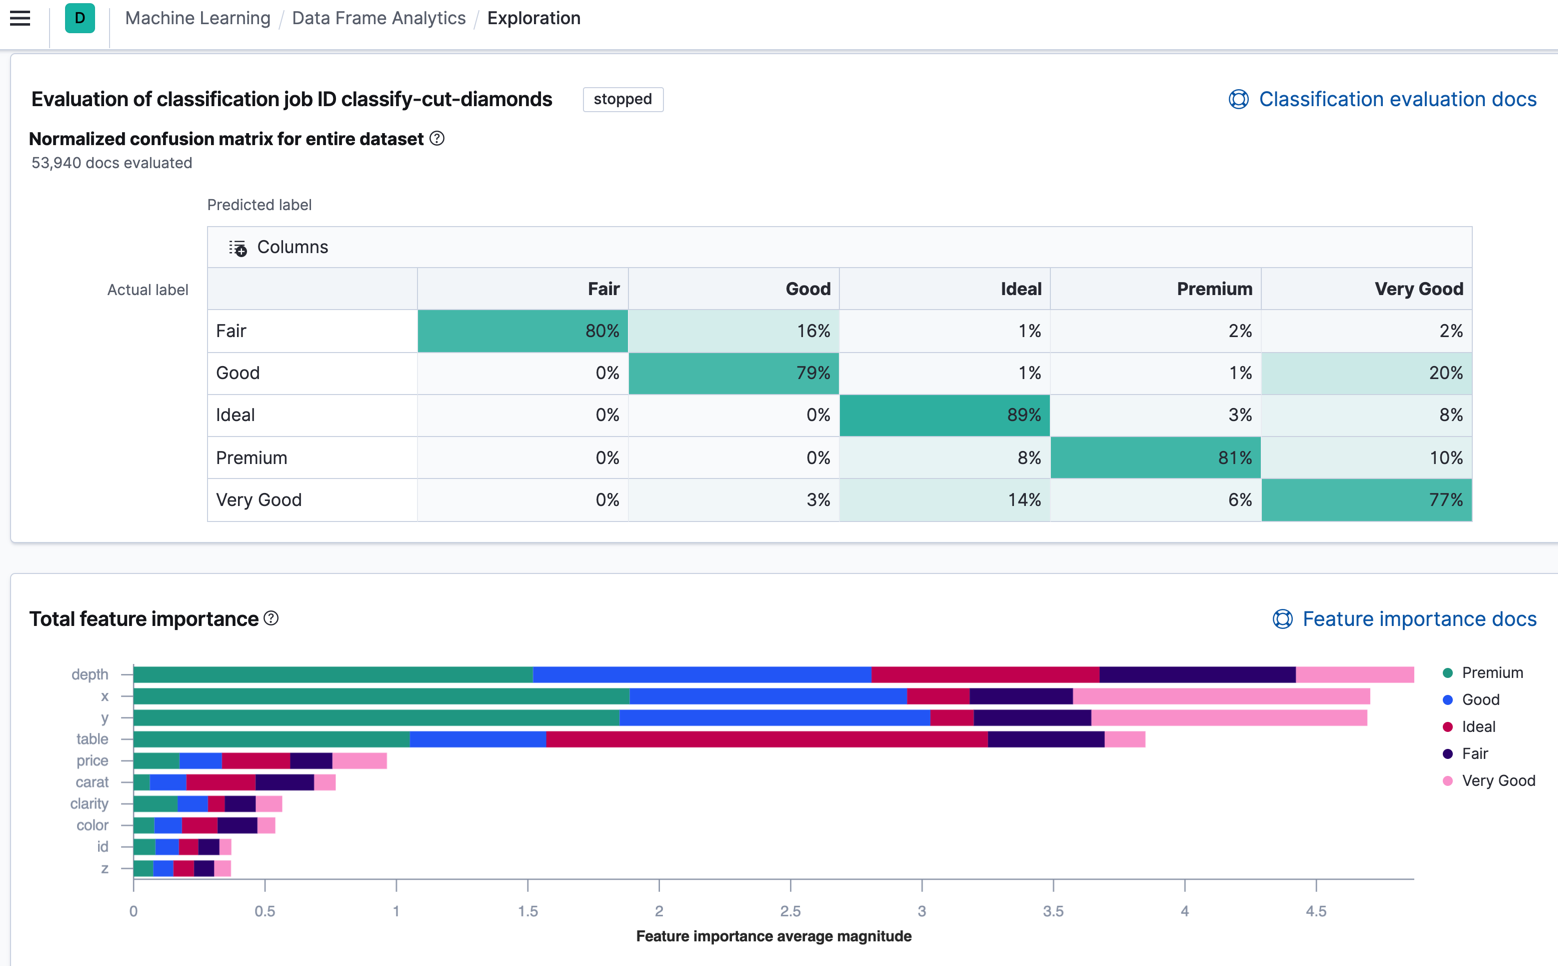 D Machine Learning / Data Frame Analytics / Exploration
Evaluation of classification job ID classify-cut-diamonds stopped Classification evaluation docs
Normalized confusion matrix for entire dataset
53,940 docs evaluated
Predicted label
Columns
Actual label Fair Good Ideal Premium Very Good
Fair 80% 16% 1% 2% 2%
Good 0% 79% 1% 1% 20%
Ideal 0% 0% 89% 3% 8%
Premium 0% 0% 8% 81% 10%
Very Good 0% 3% 14% 6% 77%
Total feature importance Feature importance docs
depth
x
y
table
price
carat
clarity
color
id
z
Premium
Good
Ideal
Fair
Very Good
0 0.5 1 1.5 2 2.5 3 3.5 4 4.5
Feature importance average magnitude